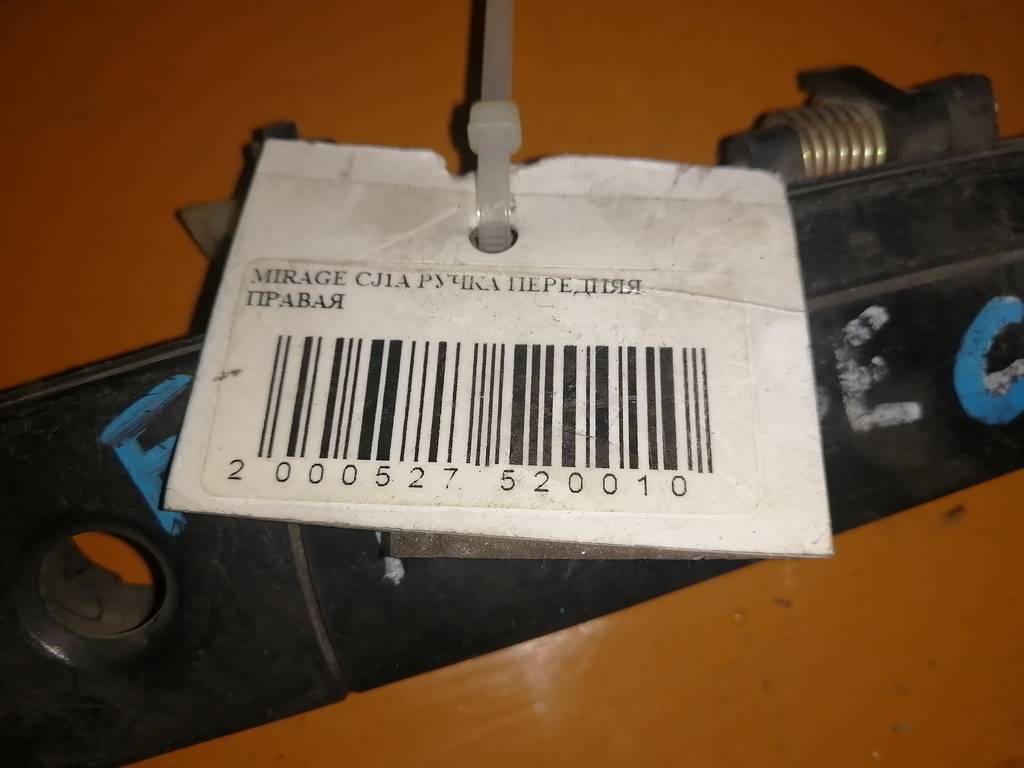 MIRAGE CJ1A РУЧКА ПЕРЕДНЯЯ
ПРАВАЯ
2 000527 520010